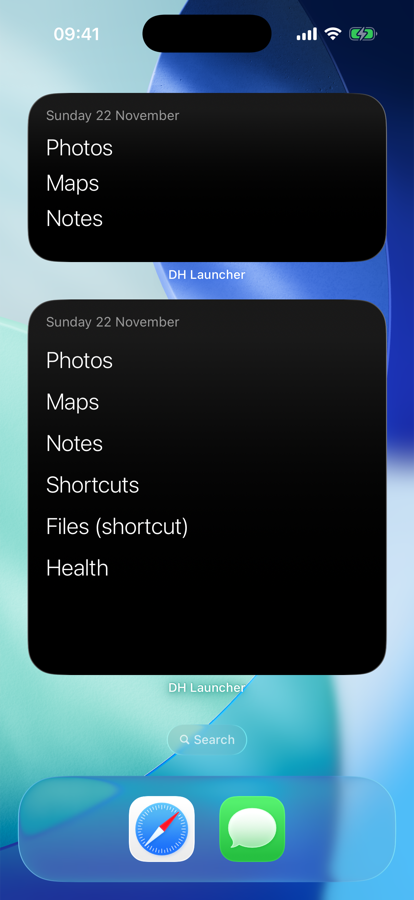 09:41
Sunday 22 November
Photos
Maps
Notes
DH Launcher
Sunday 22 November
Photos
Maps
Notes
Shortcuts
Files (shortcut)
Health
DH Launcher
Search